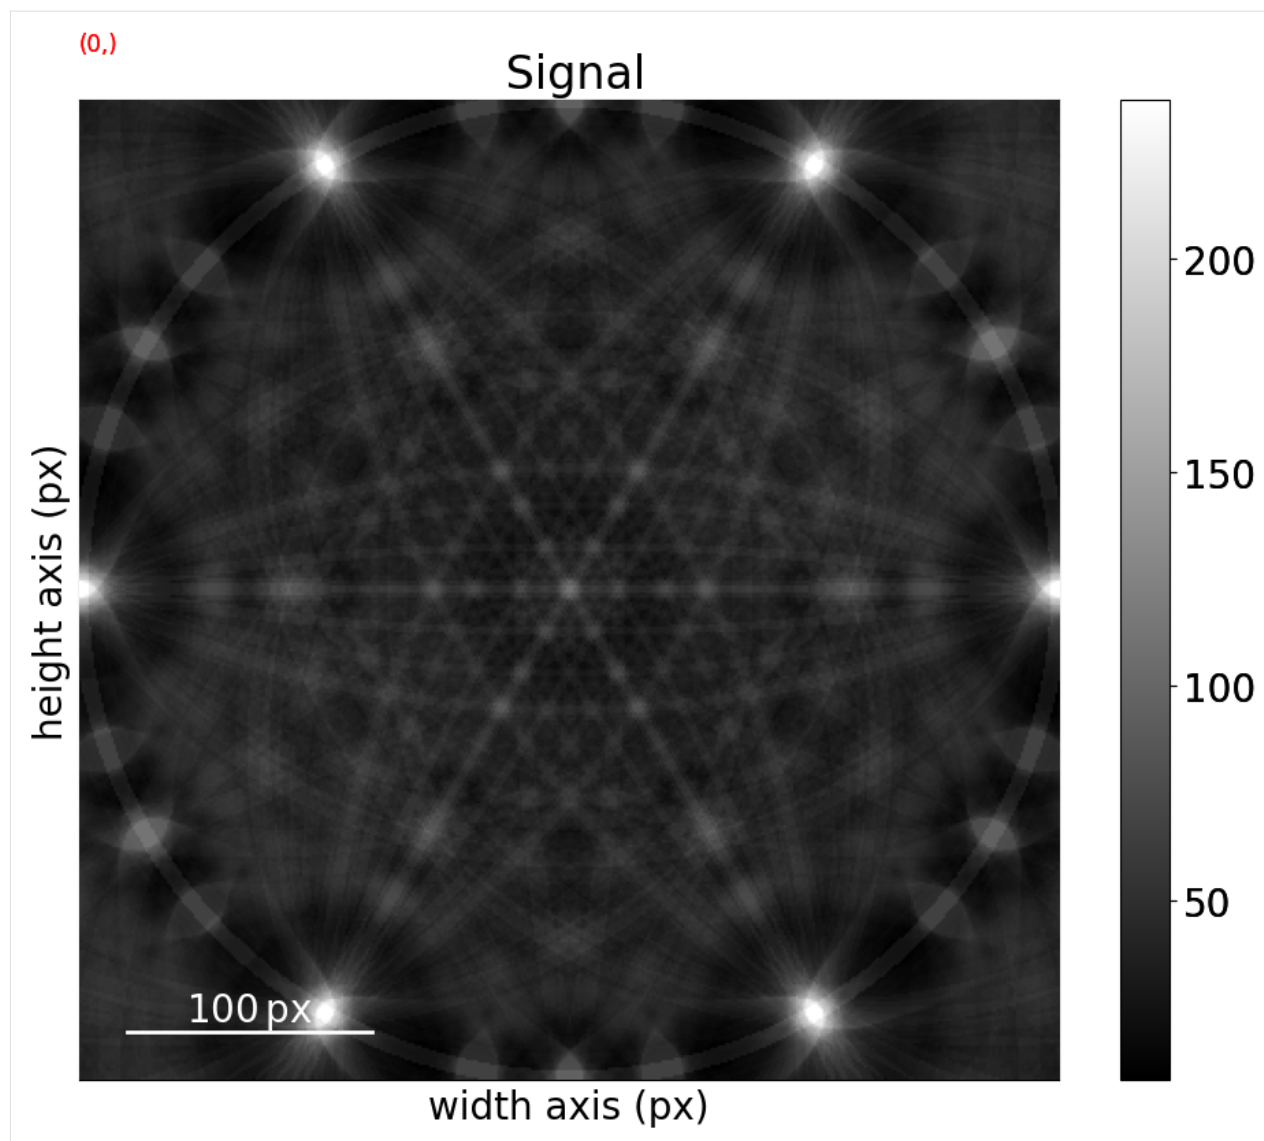 (0,)
Signal
200
150
100
50
height axis (px)
100 px
width axis (px)